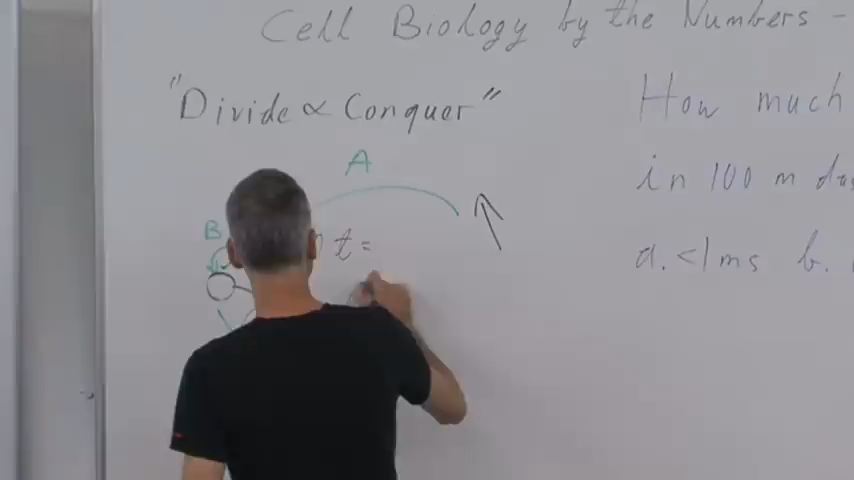 Cell Biology by the Numbers -
"Divide & Conquer"
How much
in 100 m
A
B
t =
a. <1ms b.